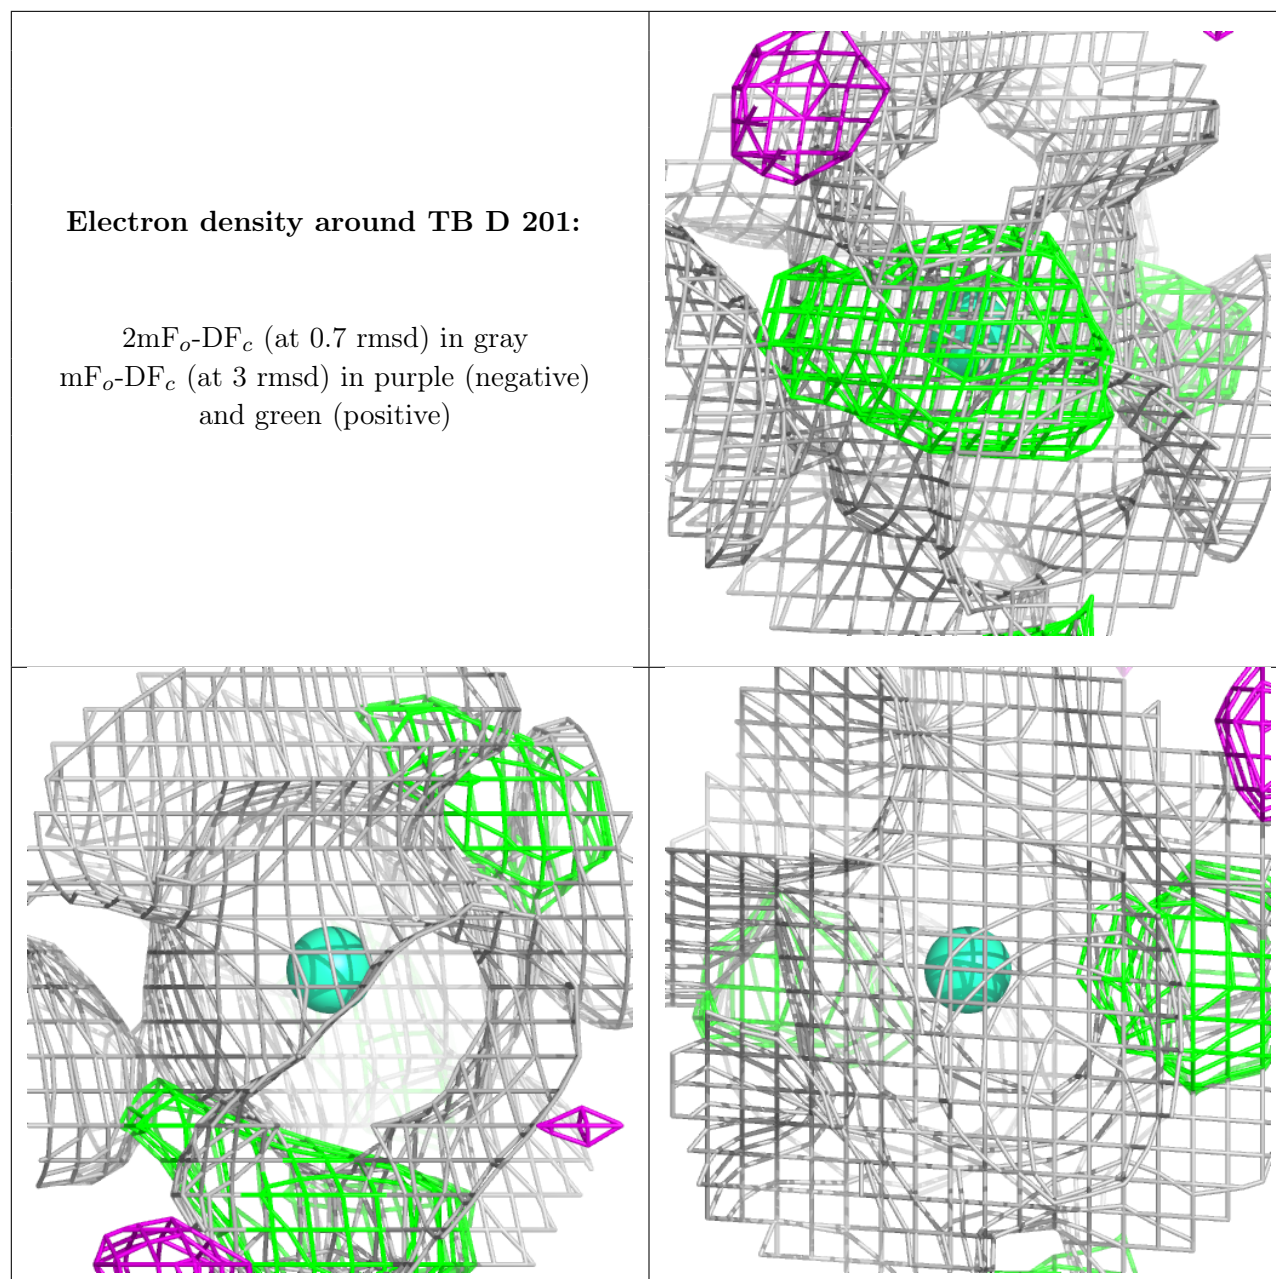 Electron density around TB D 201:
2mFₒ-DF𝒸 (at 0.7 rmsd) in gray
mFₒ-DF𝒸 (at 3 rmsd) in purple (negative)
and green (positive)